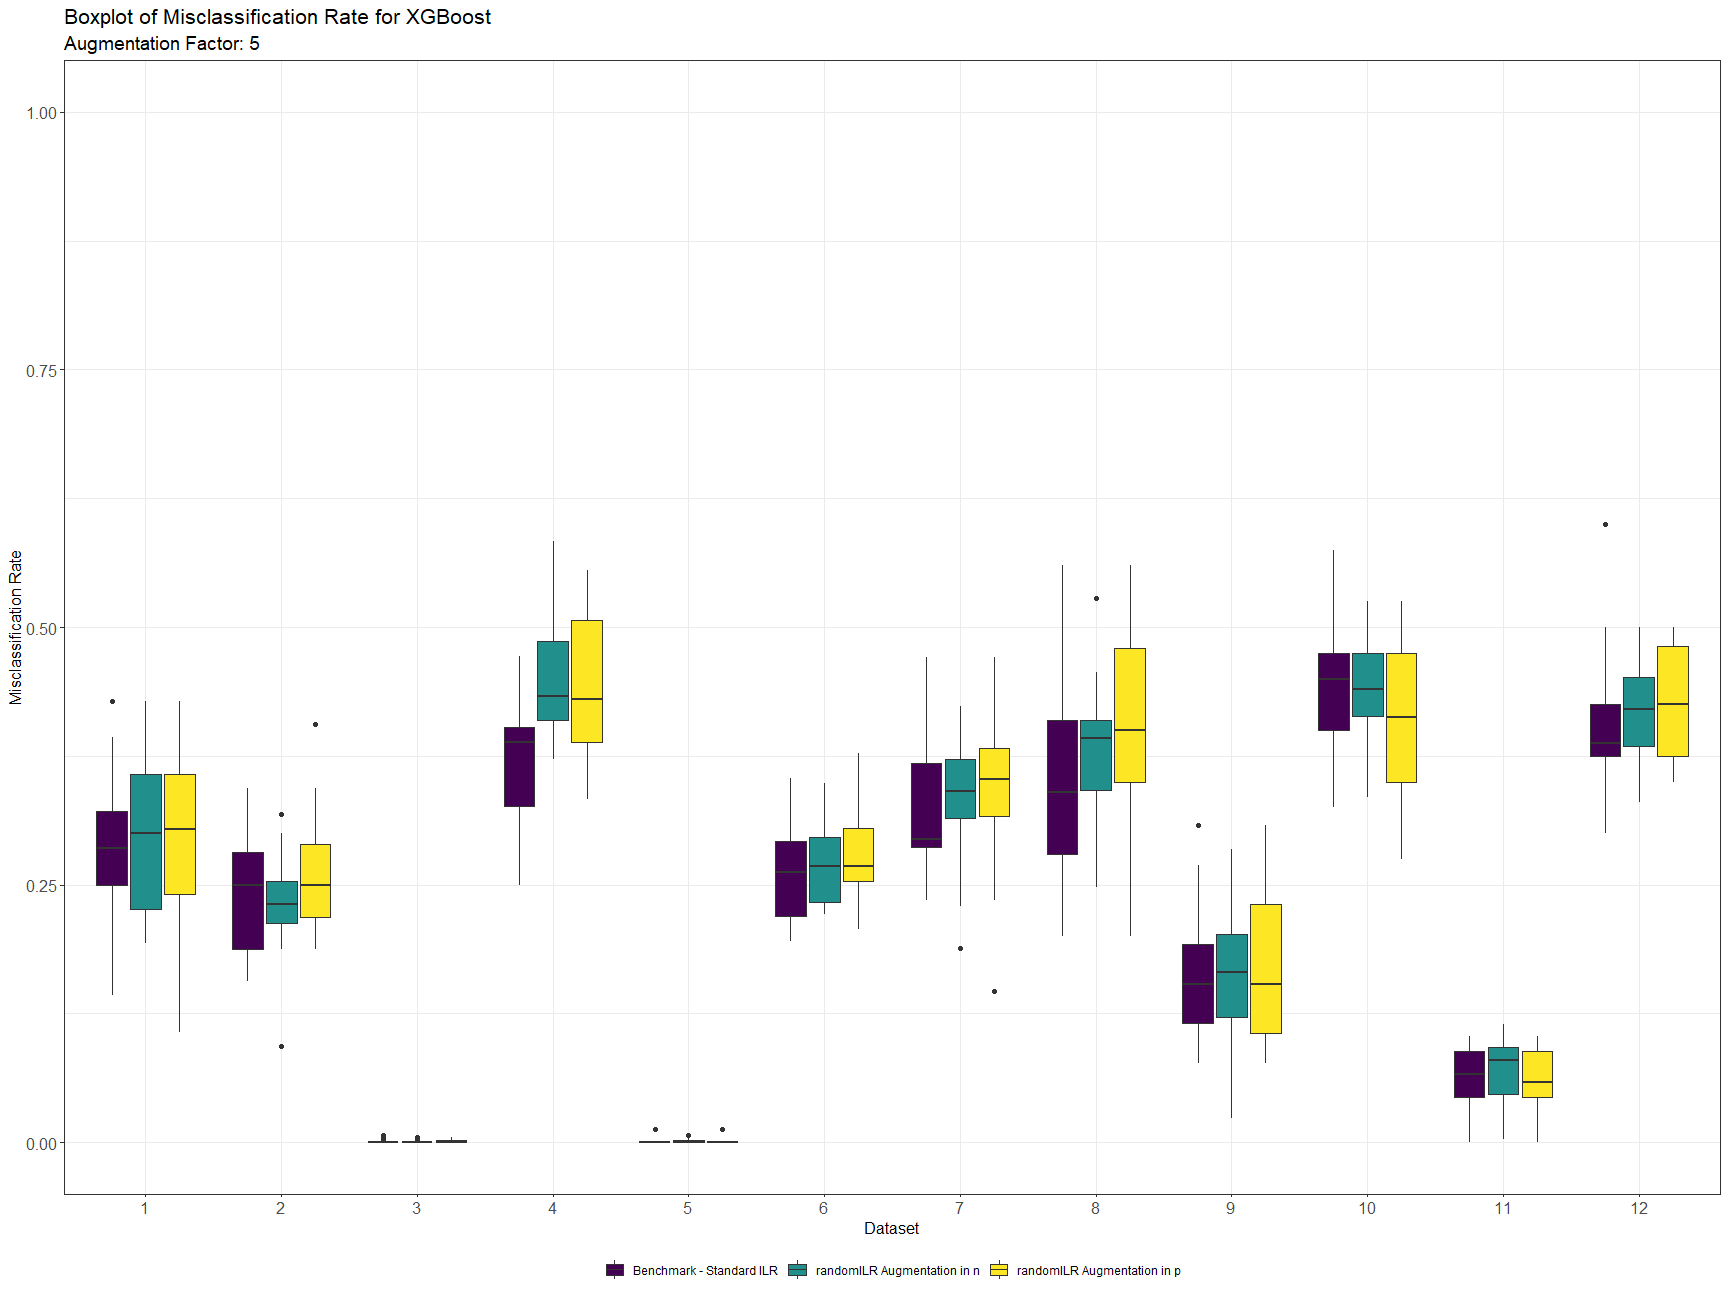 Boxplot of Misclassification Rate for XGBoost
Augmentation Factor: 5
Misclassification Rate
1.00
0.75
0.50
0.25
0.00
1 2 3 4 5 6 7 8 9 10 11 12
Dataset
Benchmark - Standard ILR randomILR Augmentation in n randomILR Augmentation in p